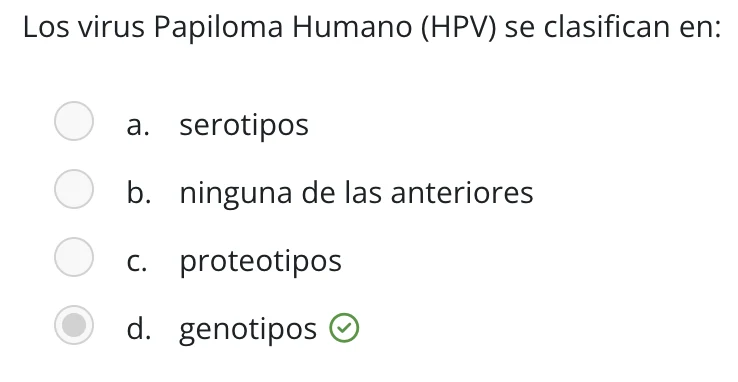 Los virus Papiloma Humano (HPV) se clasifican en:
a. serotipos
b. ninguna de las anteriores
c. proteotipos
d. genotipos